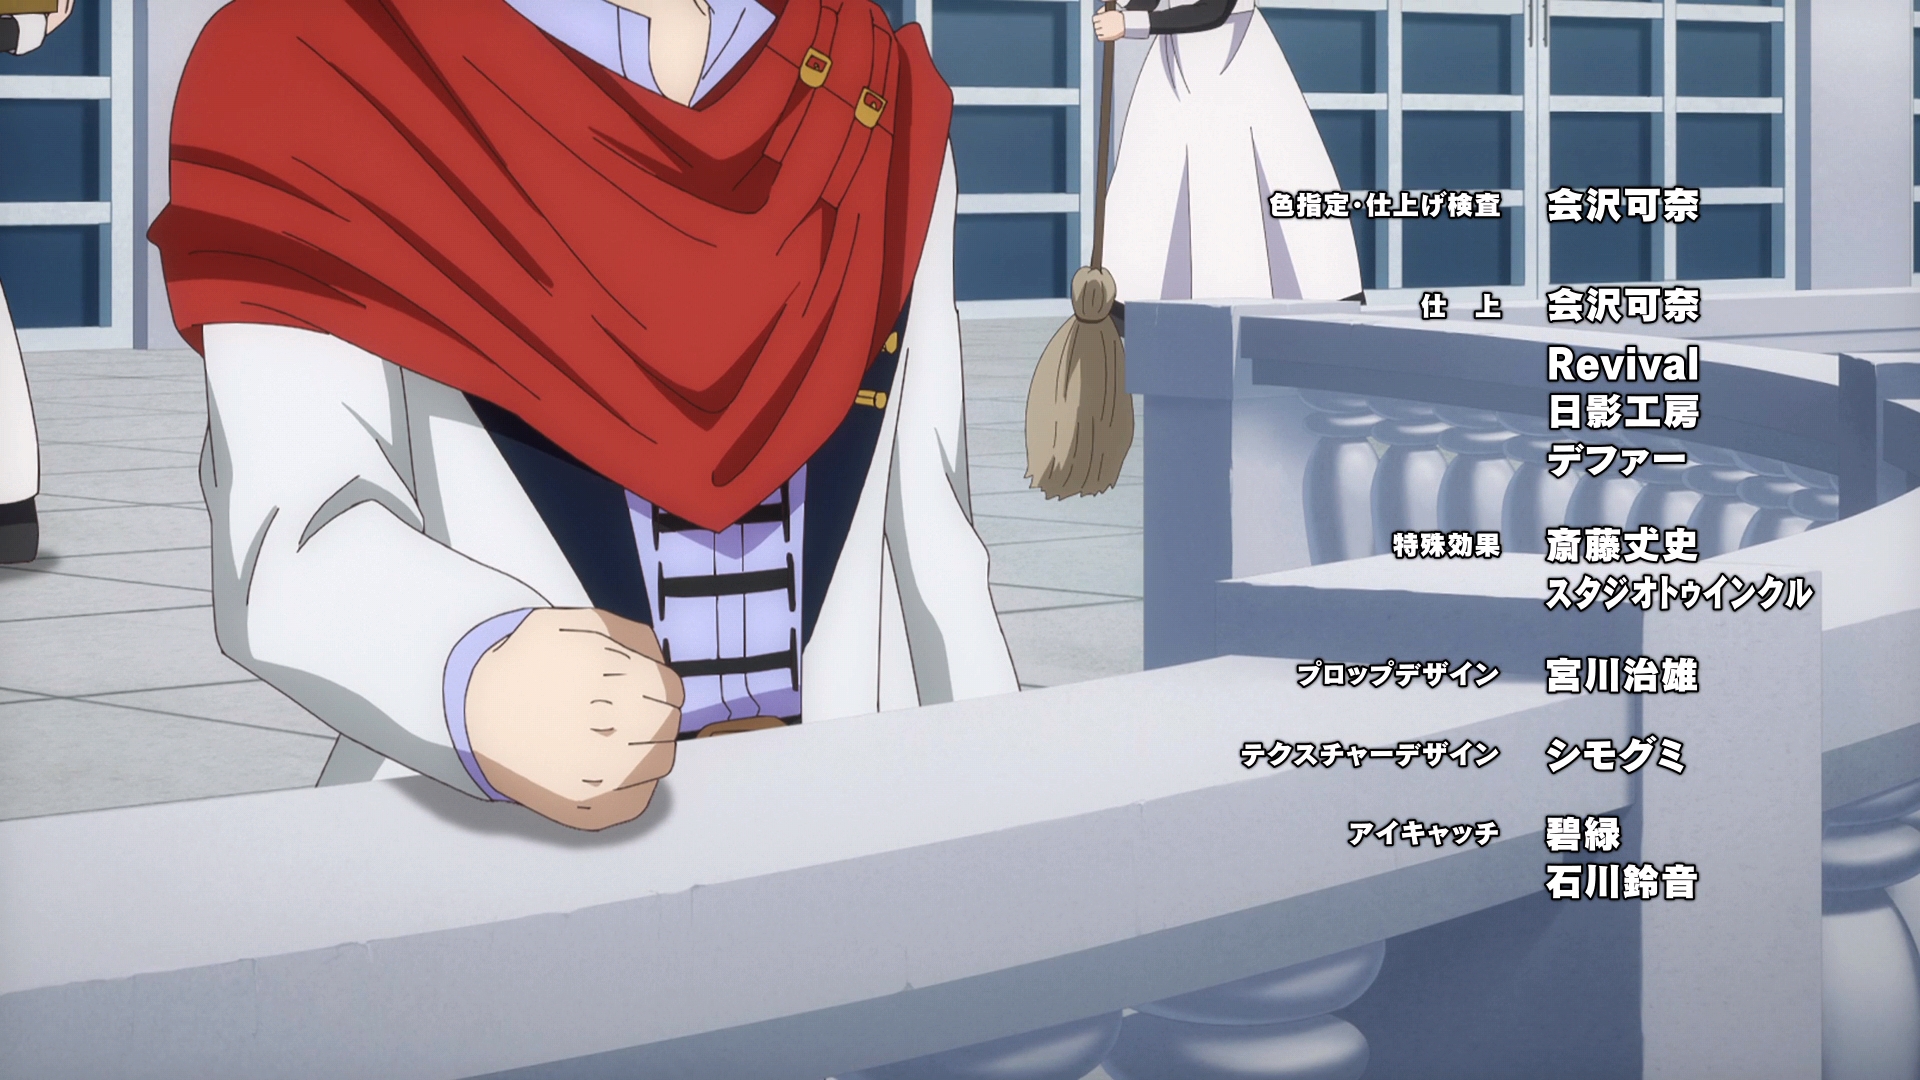 色指定・仕上げ検査 会沢可奈
仕 上 会沢可奈
Revival
日影工房
デファー
特殊効果 斎藤丈史
スタジオトゥインクル
プロップデザイン 宮川治雄
テクスチャーデザイン シモグミ
アイキャッチ 碧緑
石川鈴音